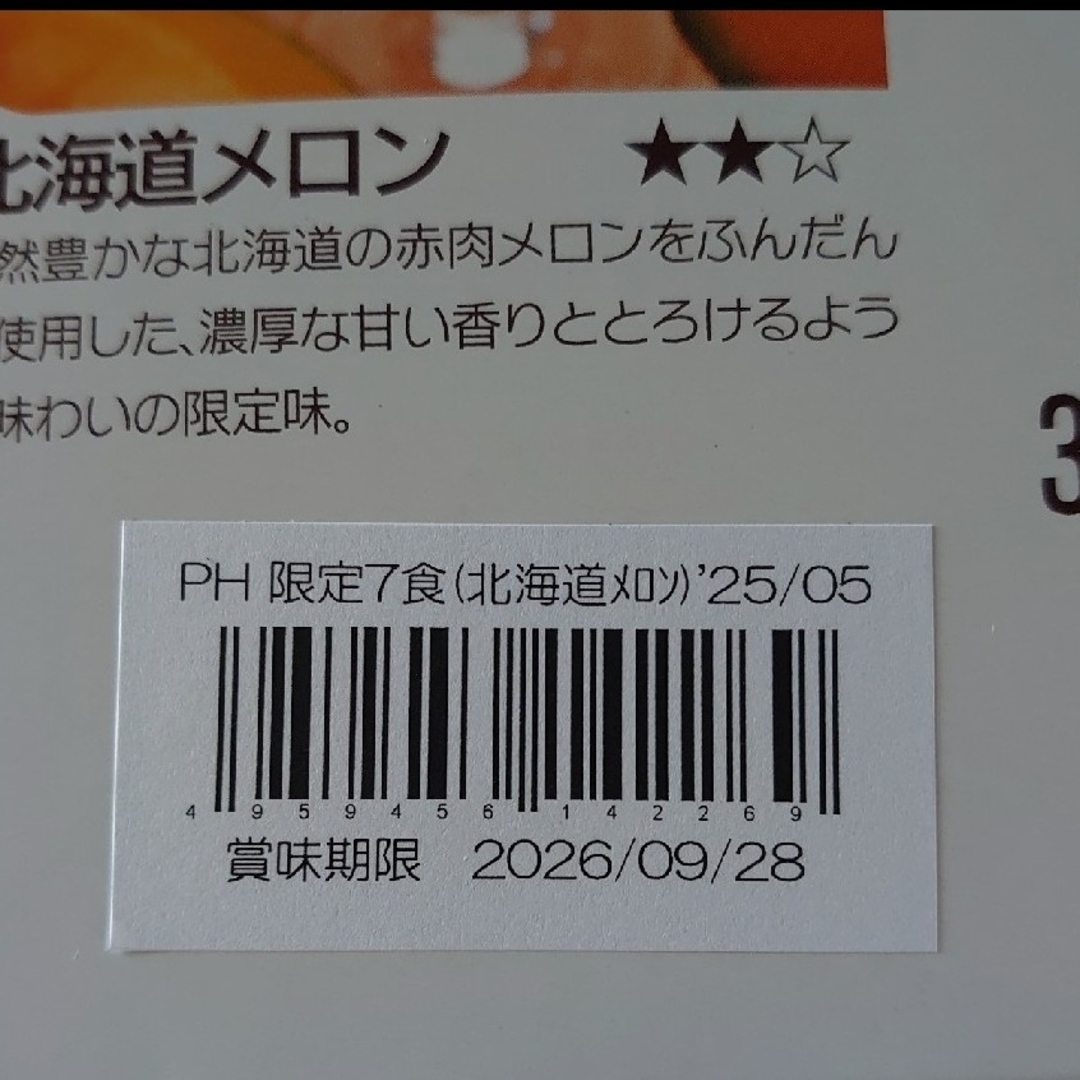 北海道メロン ★★☆
然豊かな北海道の赤肉メロンをふんだん
使用した、濃厚な甘い香りととろけるよう
味わいの限定味。
3
PH 限定7食(北海道ﾒﾛﾝ)'25/05
4 959456 142269
賞味期限 2026/09/28